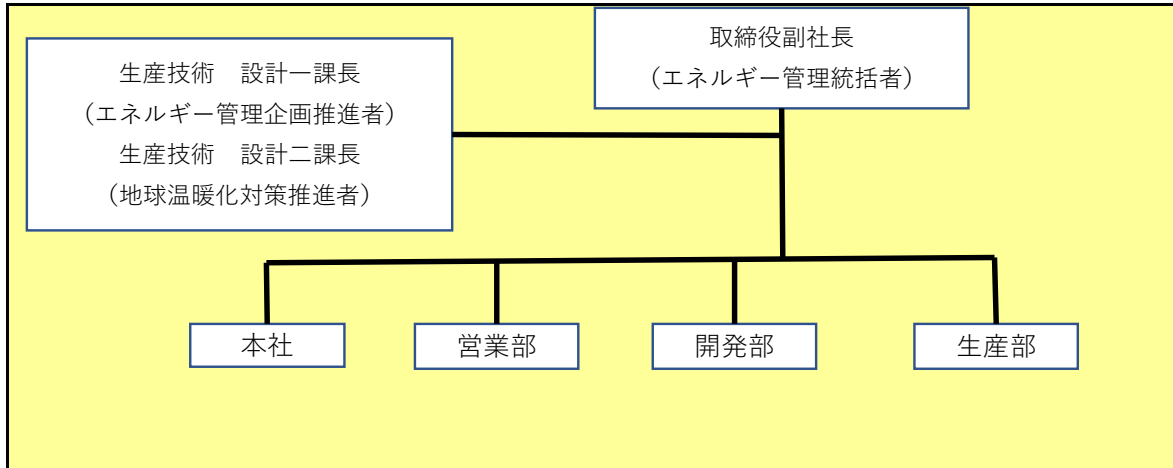 取締役副社長
（エネルギー管理統括者）
生産技術　設計一課長
（エネルギー管理企画推進者）
生産技術　設計二課長
（地球温暖化対策推進者）
本社
営業部
開発部
生産部